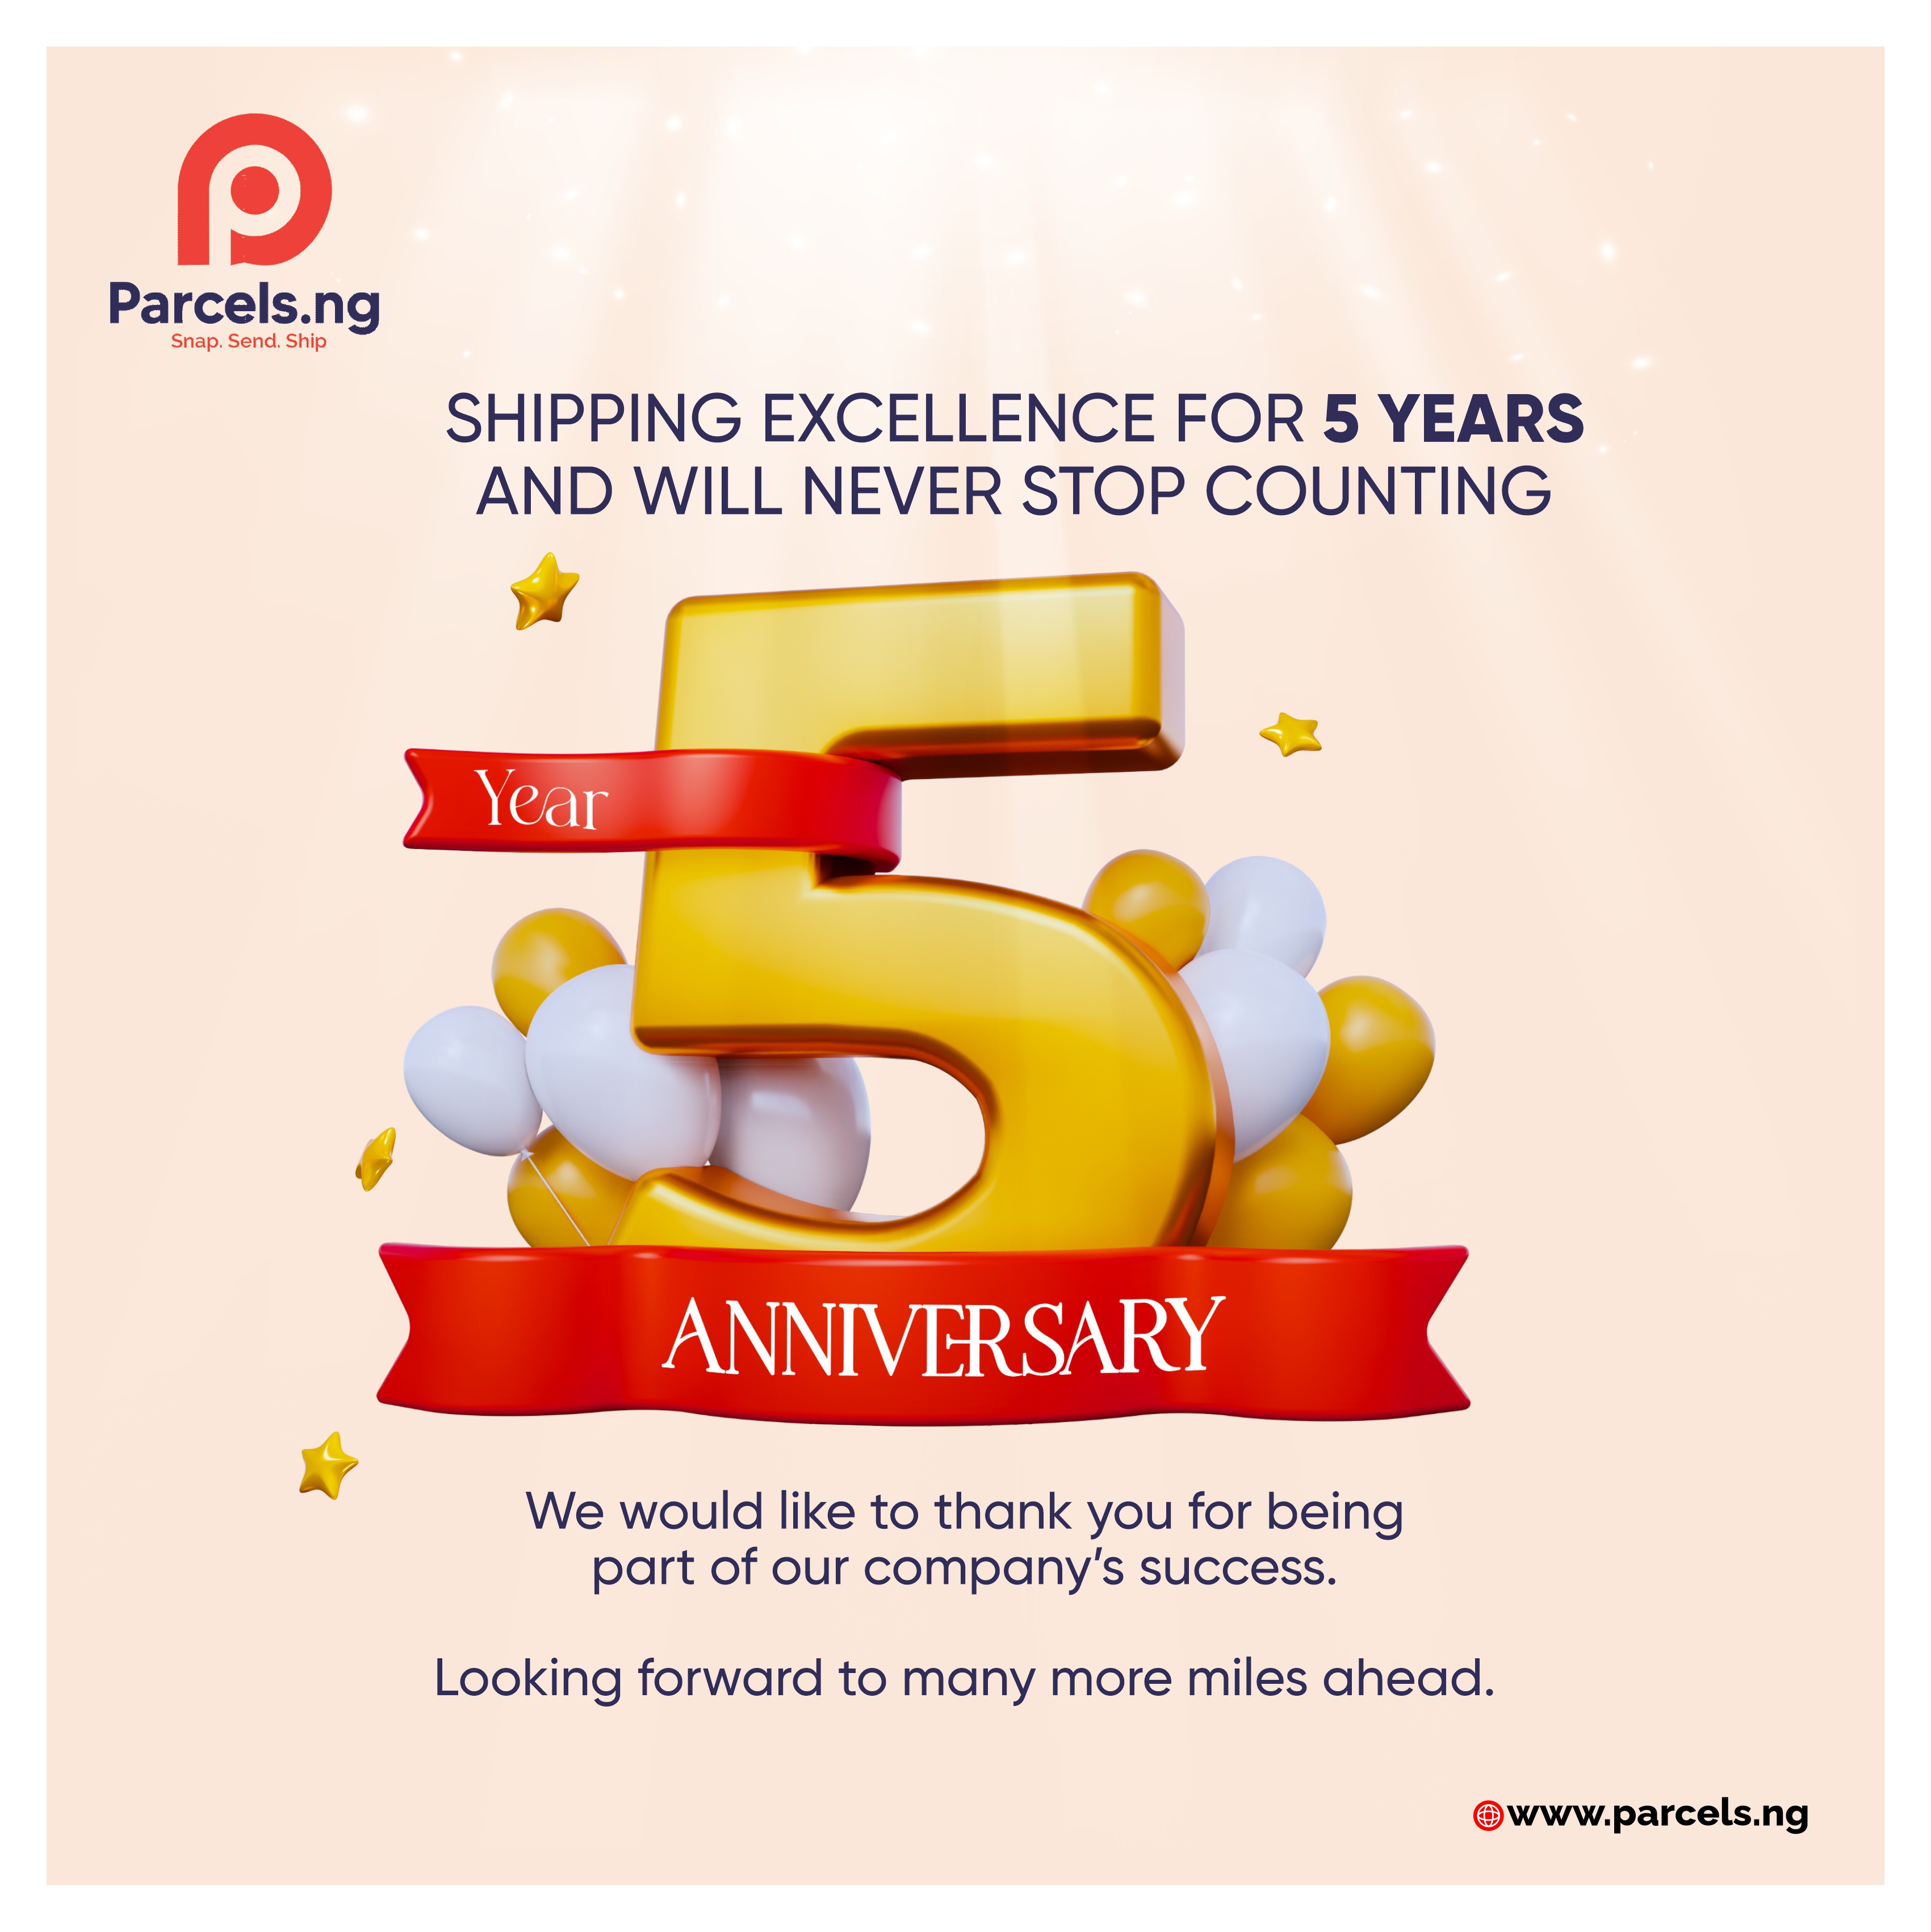 Parcels.ng
Snap. Send. Ship
SHIPPING EXCELLENCE FOR 5 YEARS
AND WILL NEVER STOP COUNTING
Year
5
ANNIVERSARY
We would like to thank you for being
part of our company's success.
Looking forward to many more miles ahead.
www.parcels.ng